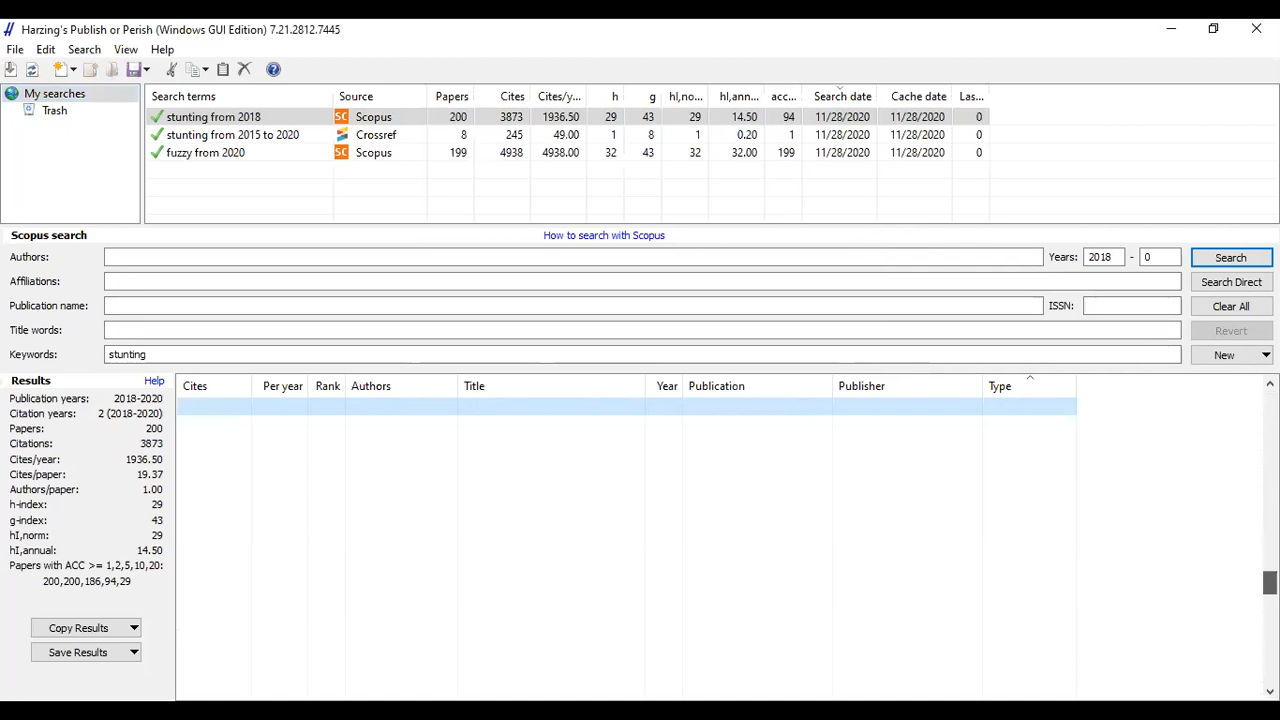 Harzing's Publish or Perish (Windows GUI Edition) 7.21.2812.7445
File Edit Search View Help
My searches
Trash
Search terms Source Papers Cites Cites/y... h g hI,no... hI,ann... acc... Search date Cache date Las...
stunting from 2018 SC Scopus 200 3873 1936.50 29 43 29 14.50 94 11/28/2020 11/28/2020 0
stunting from 2015 to 2020 Crossref 8 245 49.00 1 8 1 0.20 1 11/28/2020 11/28/2020 0
fuzzy from 2020 SC Scopus 199 4938 4938.00 32 43 32 32.00 199 11/28/2020 11/28/2020 0
Scopus search How to search with Scopus
Authors: Years: 2018 - 0 Search
Affiliations: Search Direct
Publication name: ISSN: Clear All
Title words: Revert
Keywords: stunting New
Results Help
Publication years: 2018-2020
Citation years: 2 (2018-2020)
Papers: 200
Citations: 3873
Cites/year: 1936.50
Cites/paper: 19.37
Authors/paper: 1.00
h-index: 29
g-index: 43
hI,norm: 29
hI,annual: 14.50
Papers with ACC >= 1,2,5,10,20:
200,200,186,94,29
Copy Results
Save Results
Cites Per year Rank Authors Title Year Publication Publisher Type